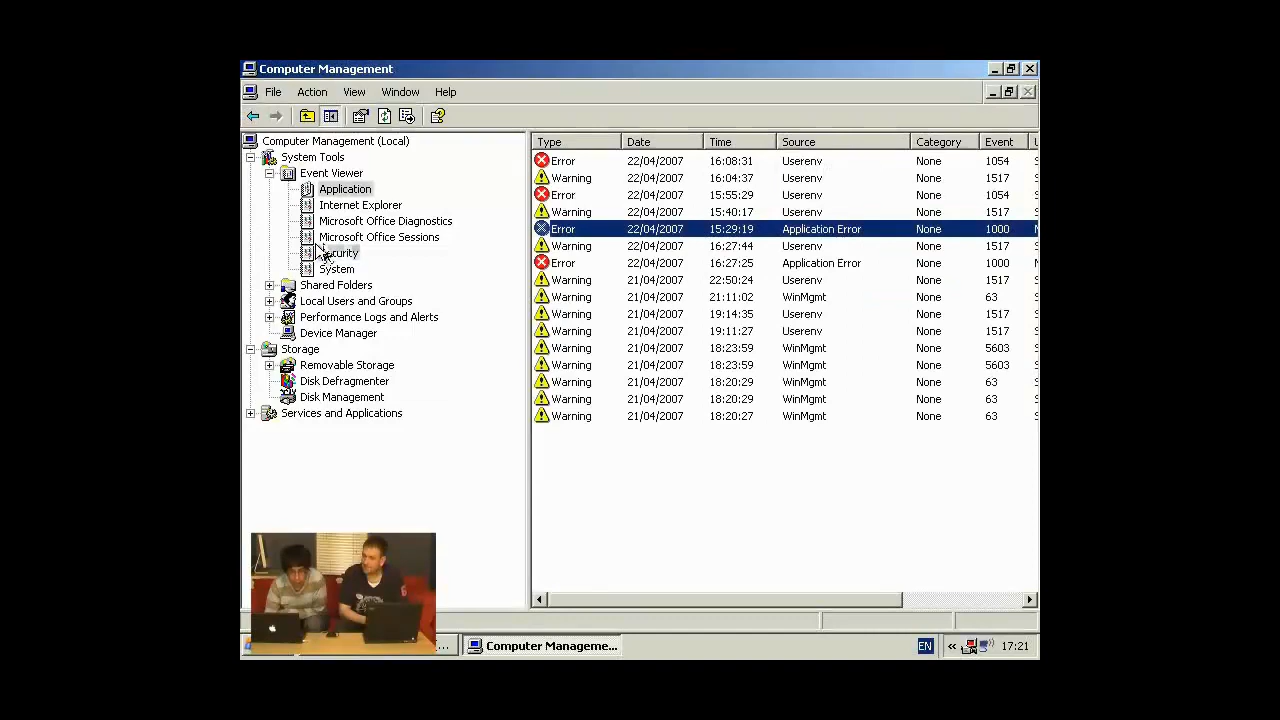 Computer Management
File Action View Window Help
Computer Management (Local)
System Tools
Event Viewer
Application
Internet Explorer
Microsoft Office Diagnostics
Microsoft Office Sessions
System
Shared Folders
Local Users and Groups
Performance Logs and Alerts
Device Manager
Storage
Removable Storage
Disk Defragmenter
Disk Management
Services and Applications
Type Date Time Source Category Event
Error 22/04/2007 16:08:31 Userenv None 1054
Warning 22/04/2007 16:04:37 Userenv None 1517
Error 22/04/2007 15:55:29 Userenv None 1054
Warning 22/04/2007 15:40:17 Userenv None 1517
Error 22/04/2007 15:29:19 Application Error None 1000
Warning 22/04/2007 16:27:44 Userenv None 1517
Error 22/04/2007 16:27:25 Application Error None 1000
Warning 21/04/2007 22:50:24 Userenv None 1517
Warning 21/04/2007 21:11:02 WinMgmt None 63
Warning 21/04/2007 19:14:35 Userenv None 1517
Warning 21/04/2007 19:11:27 Userenv None 1517
Warning 21/04/2007 18:23:59 WinMgmt None 5603
Warning 21/04/2007 18:23:59 WinMgmt None 5603
Warning 21/04/2007 18:20:29 WinMgmt None 63
Warning 21/04/2007 18:20:29 WinMgmt None 63
Warning 21/04/2007 18:20:27 WinMgmt None 63
... Computer Manageme... EN « 17:21